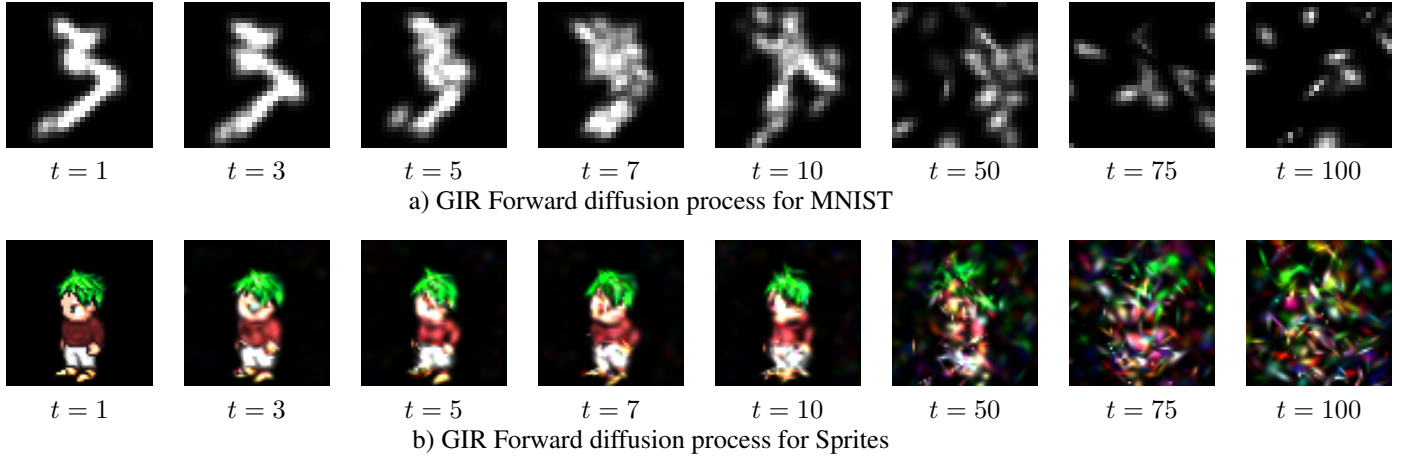 t = 1 t = 3 t = 5 t = 7 t = 10 t = 50 t = 75 t = 100
a) GIR Forward diffusion process for MNIST
t = 1 t = 3 t = 5 t = 7 t = 10 t = 50 t = 75 t = 100
b) GIR Forward diffusion process for Sprites